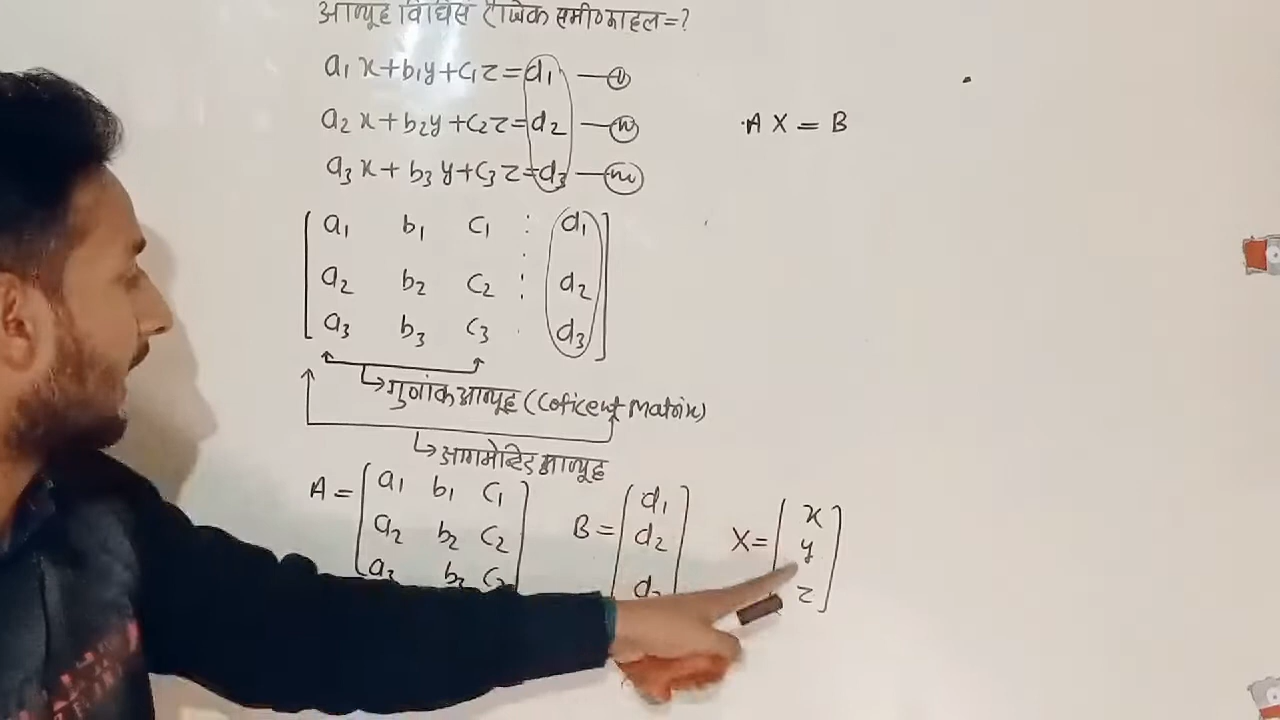 आव्यूह विधि से रैखिक समी० का हल=?
a₁x+b₁y+c₁z=d₁ —(i)
a₂x+b₂y+c₂z=d₂ —(ii)
a₃x+b₃y+c₃z=d₃ —(iii)
AX=B
[a₁ b₁ c₁ : d₁
a₂ b₂ c₂ : d₂
a₃ b₃ c₃ : d₃]
गुनांक आव्यूह (Coficent Matrix)
आगमेन्टिड आव्यूह
A=[a₁ b₁ c₁ B=[d₁ X=[x
a₂ b₂ c₂] d₂ y
a₃ b₃ c₃] d₃] z]